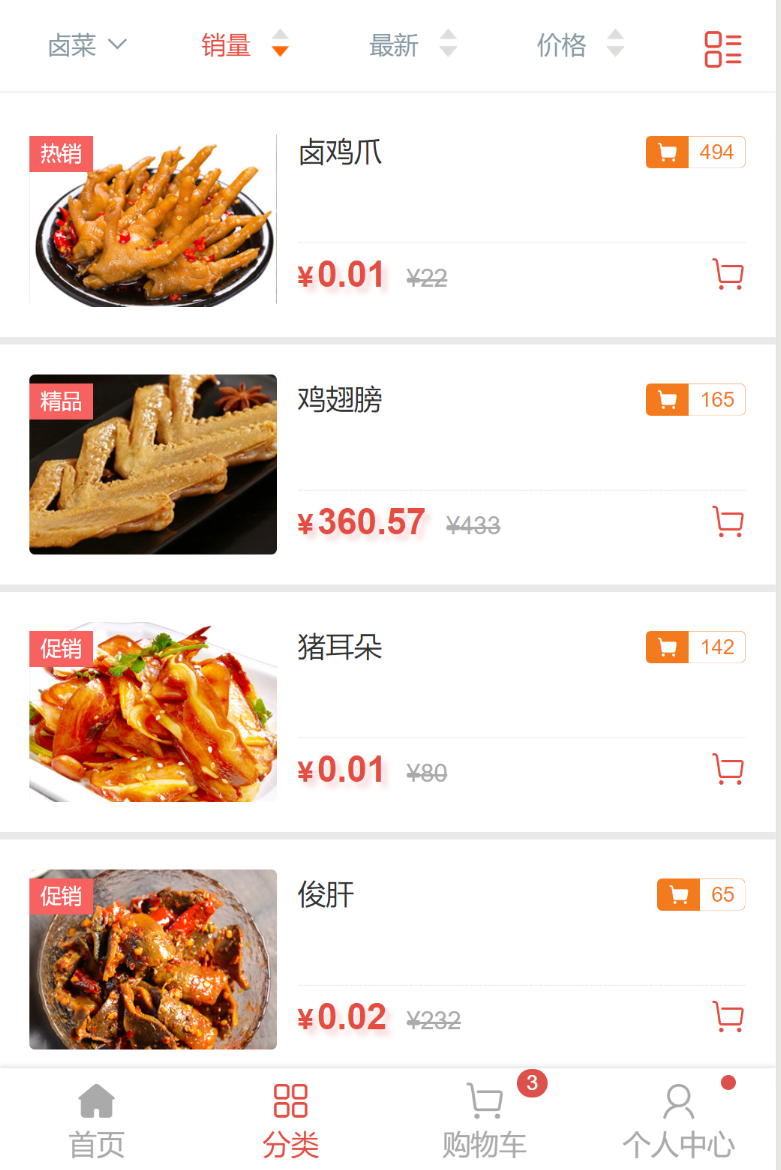 卤菜 销量 最新 价格
热销 卤鸡爪 494
¥0.01 ¥22
精品 鸡翅膀 165
¥360.57 ¥433
促销 猪耳朵 142
¥0.01 ¥80
促销 俊肝 65
¥0.02 ¥232
3
首页 分类 购物车 个人中心